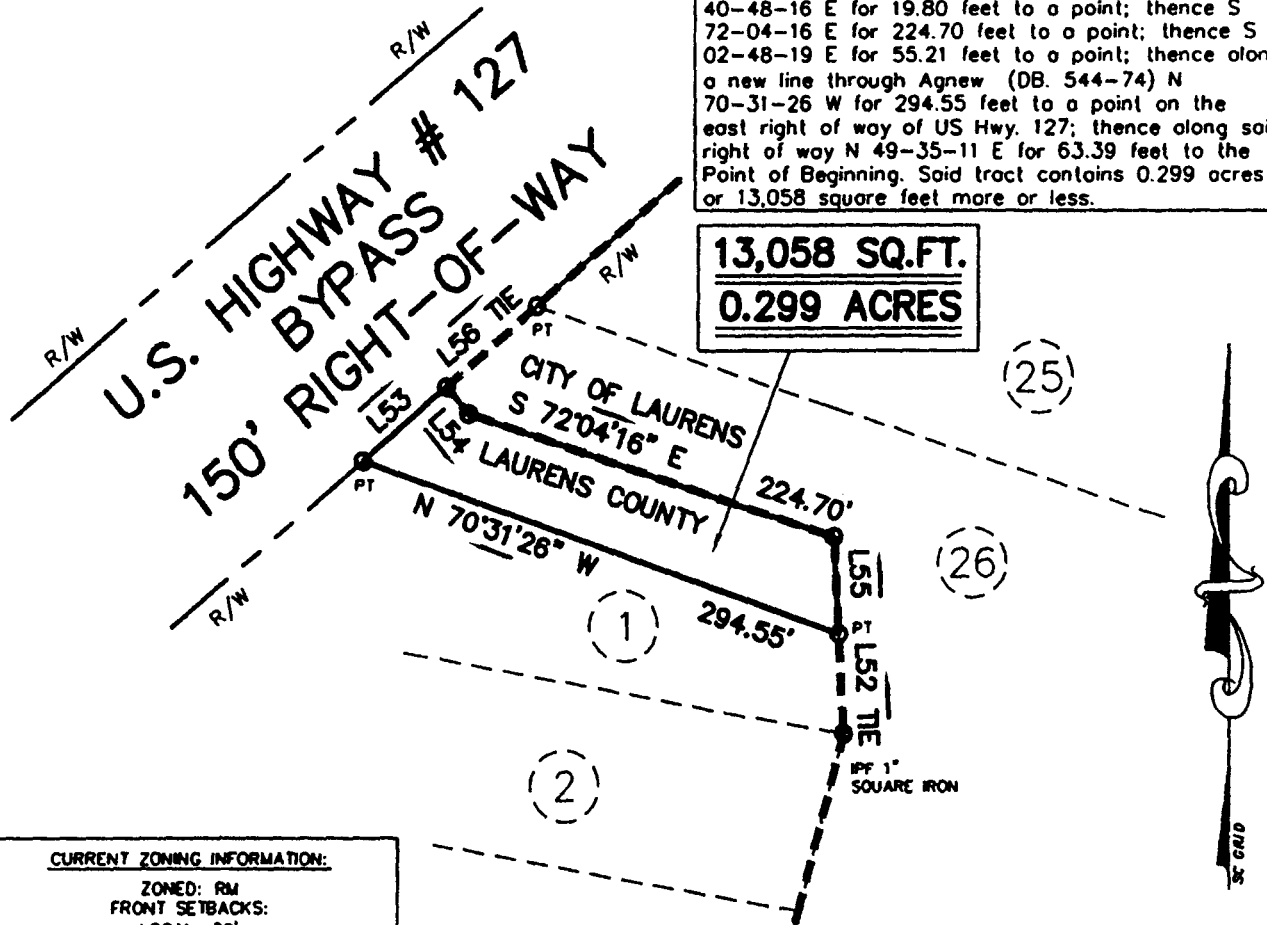 40-48-16 E for 19.80 feet to a point; thence S
72-04-16 E for 224.70 feet to a point; thence S
02-48-19 E for 55.21 feet to a point; thence
a new line through Agnew (DB. 544-74) N
70-31-26 W for 294.55 feet to a point on the
east right of way of US Hwy. 127; thence along
right of way N 49-35-11 E for 63.39 feet to the
Point of Beginning. Said tract contains 0.299 acres
or 13,058 square feet more or less.
13,058 SQ.FT.
0.299 ACRES
R/W
R/W
U.S. HIGHWAY # 127
BYPASS
150' RIGHT-OF-WAY
R/W
R/W
L56 TIE
PT
L53
L54
PT
CITY OF LAURENS
S 72°04'16" E
224.70'
LAURENS COUNTY
N 70°31'26" W
294.55'
L55
PT
L52 TIE
IPF 1"
SQUARE IRON
25
26
1
2
SC GRID
CURRENT ZONING INFORMATION:
ZONED: RM
FRONT SETBACKS: